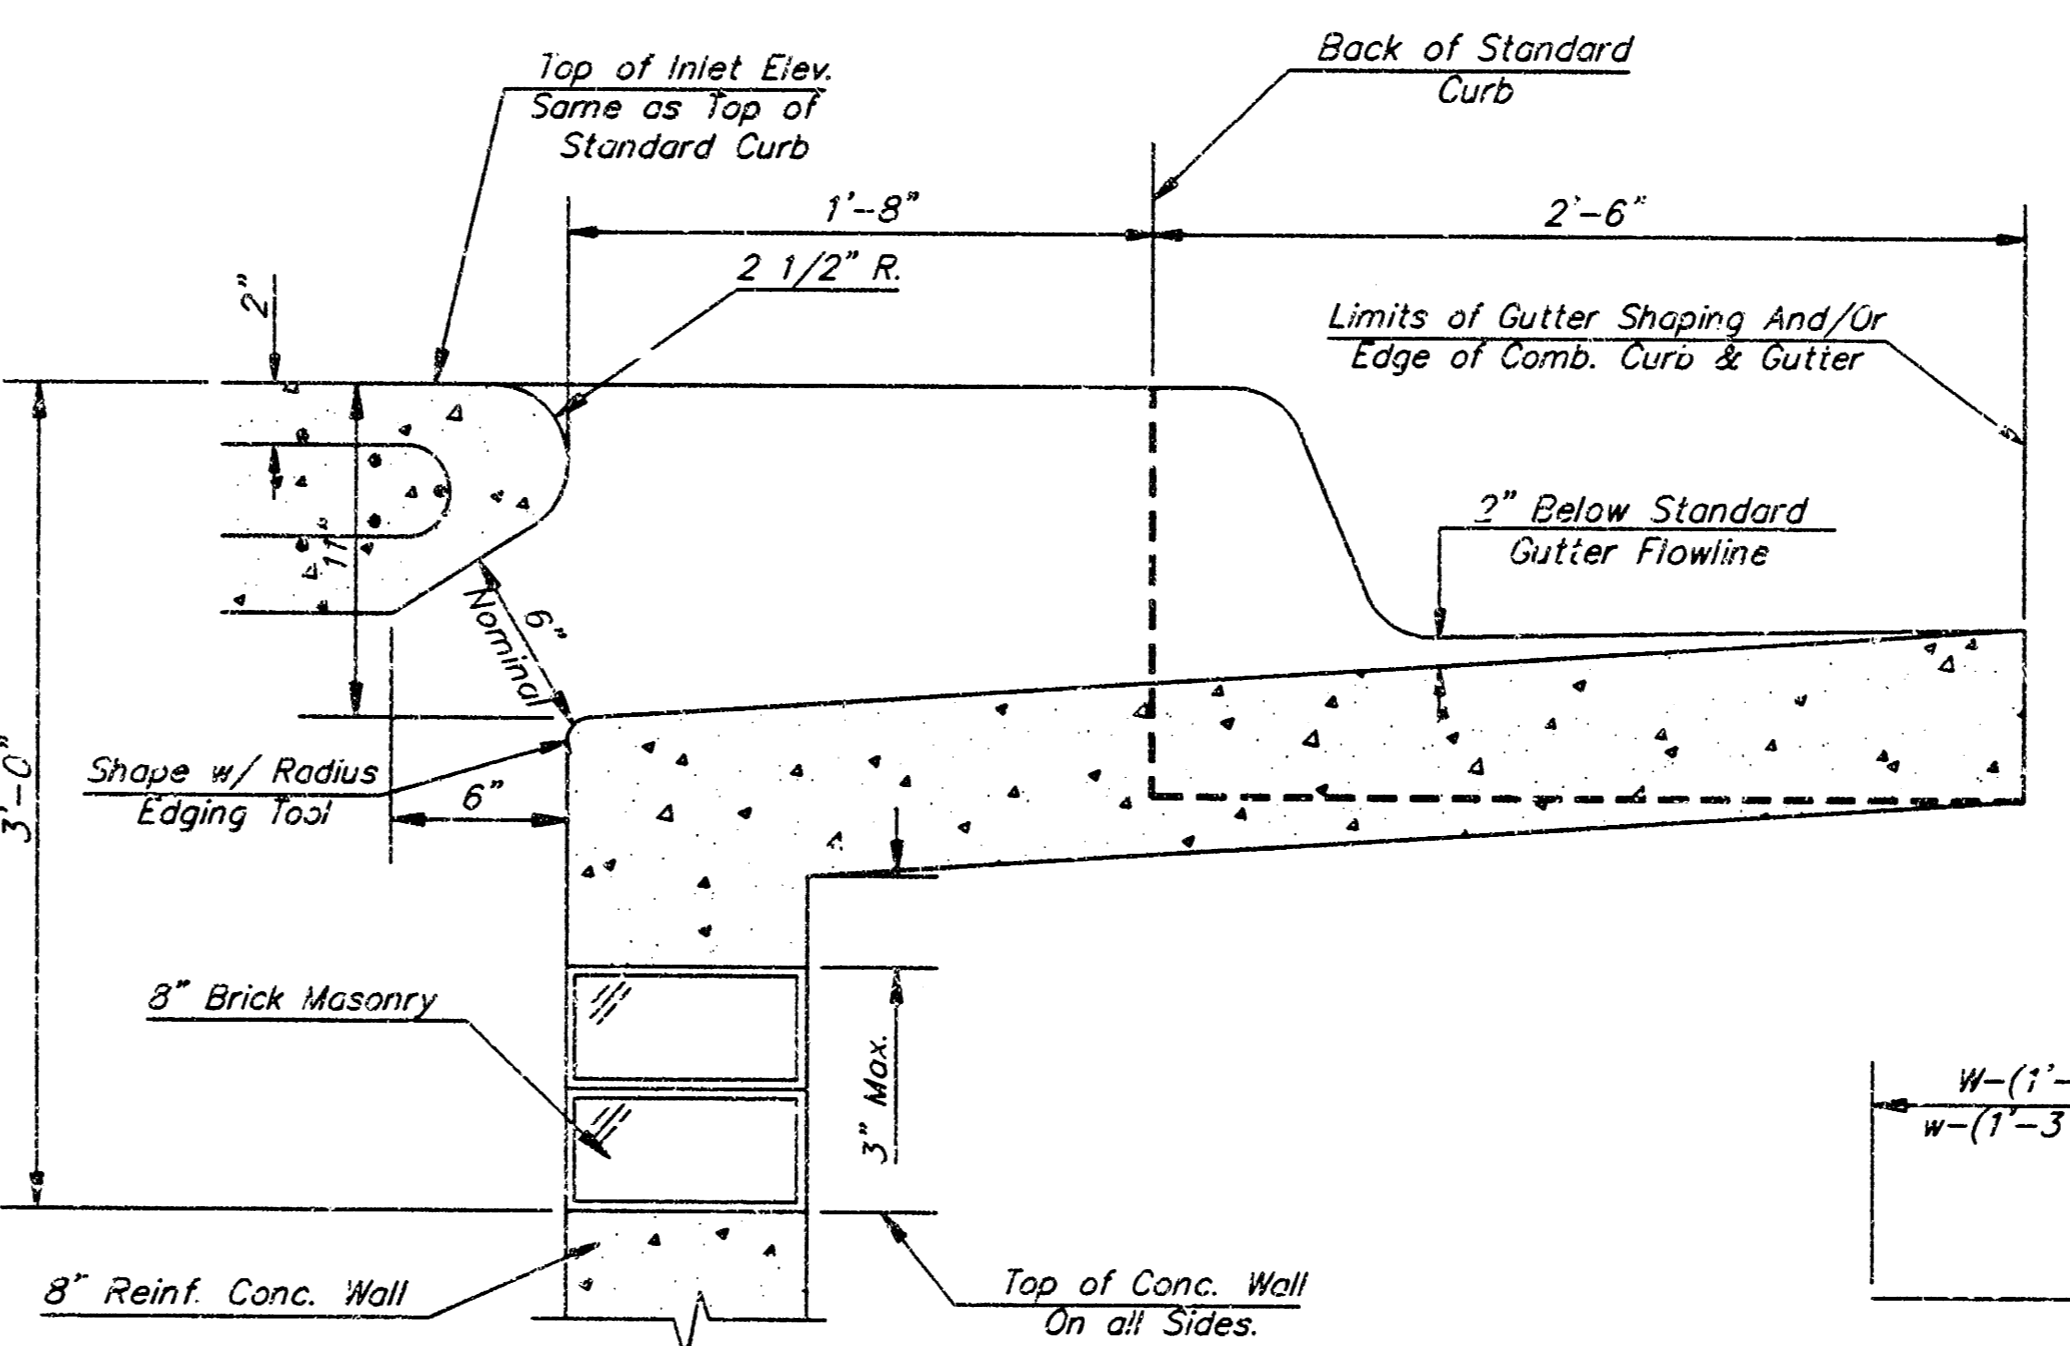 Top of Inlet Elev.
Same as Top of
Standard Curb
Back of Standard
Curb
1'-8"
2'-6"
2 1/2" R.
2"
Limits of Gutter Shaping And/Or
Edge of Comb. Curb & Gutter
2" Below Standard
Gutter Flowline
11"
6"
Nominal
3'-0"
Shape w/ Radius
Edging Tool
6"
8" Brick Masonry
3" Max.
W-(1'-
w-(1'-3
8" Reinf. Conc. Wall
Top of Conc. Wall
On all Sides.